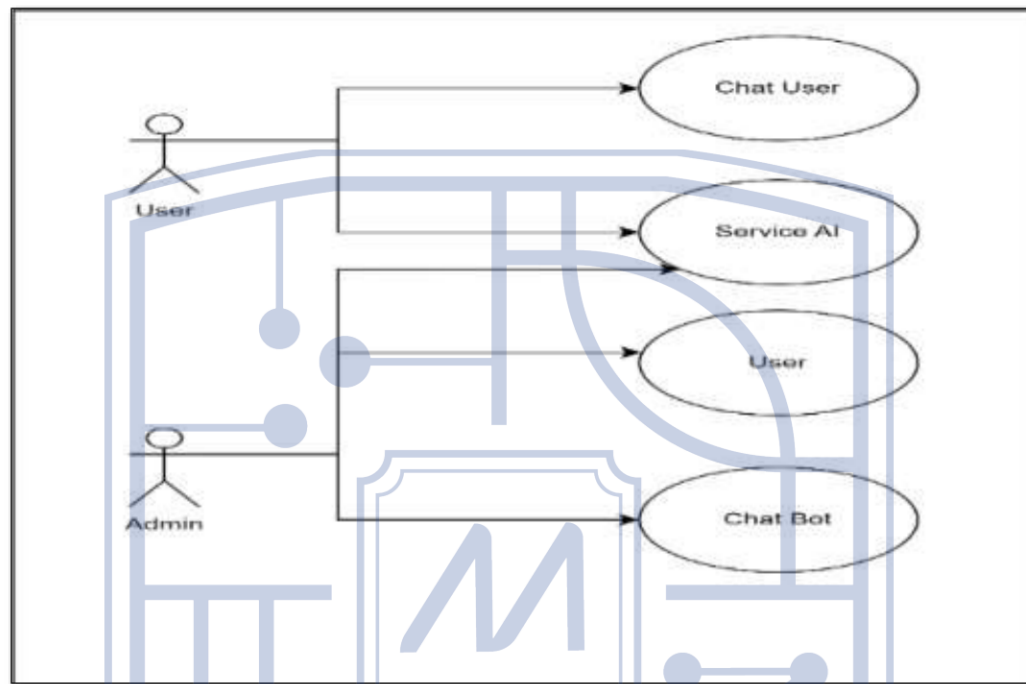 Chat User
User
Service AI
User
Admin
Chat Bot